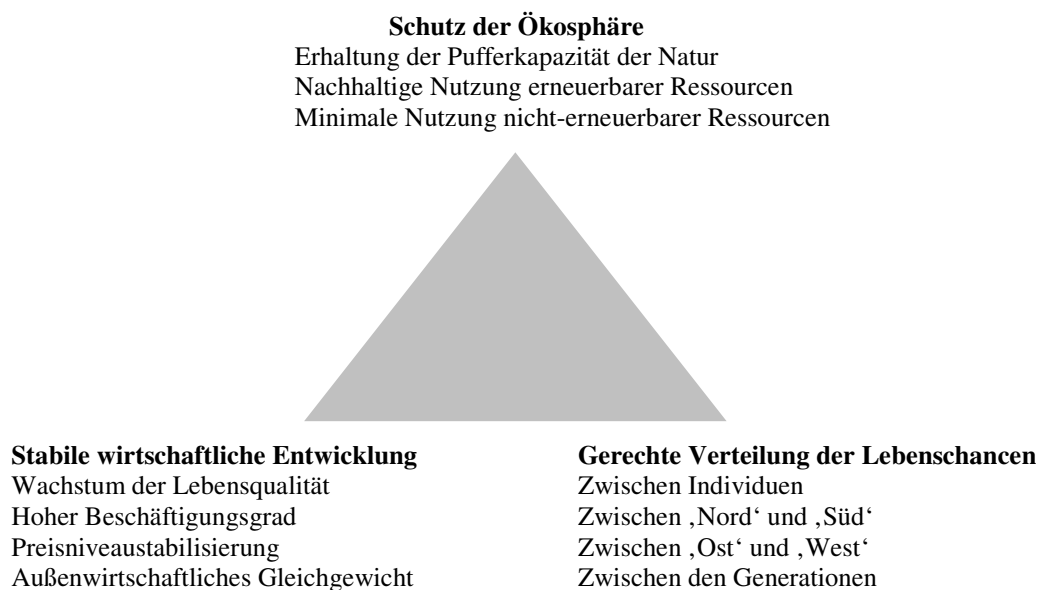 Schutz der Ökosphäre
Erhaltung der Pufferkapazität der Natur
Nachhaltige Nutzung erneuerbarer Ressourcen
Minimale Nutzung nicht-erneuerbarer Ressourcen
Stabile wirtschaftliche Entwicklung
Wachstum der Lebensqualität
Hoher Beschäftigungsgrad
Preisniveaustabilisierung
Außenwirtschaftliches Gleichgewicht
Gerechte Verteilung der Lebenschancen
Zwischen Individuen
Zwischen ‚Nord‘ und ‚Süd‘
Zwischen ‚Ost‘ und ‚West‘
Zwischen den Generationen